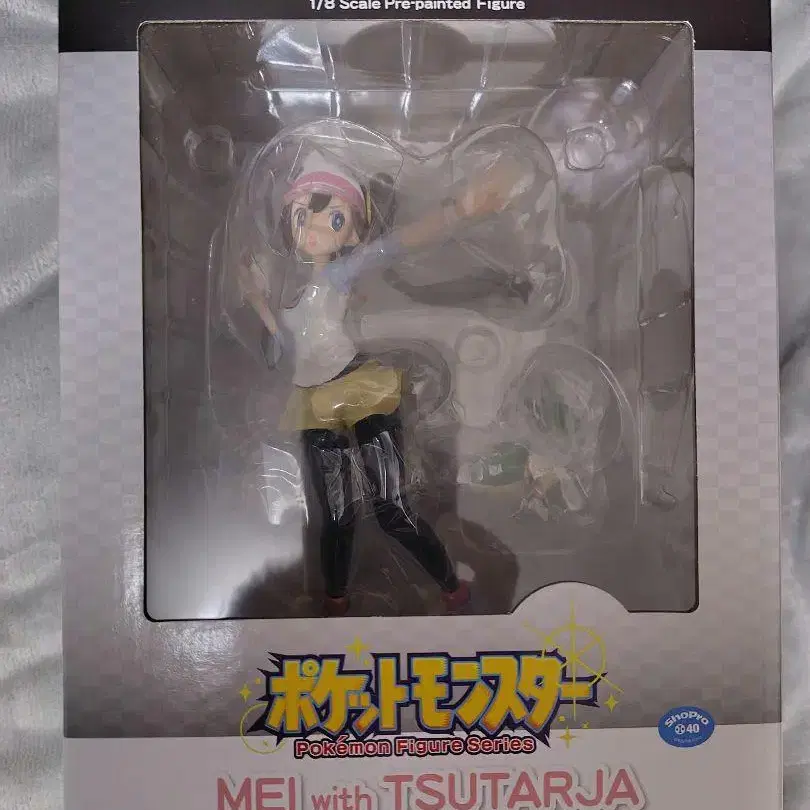 1/8 Scale Pre-painted Figure
ポケットモンスター
Pokémon Figure Series
ShoPro
40
MEI with TSUTARJA